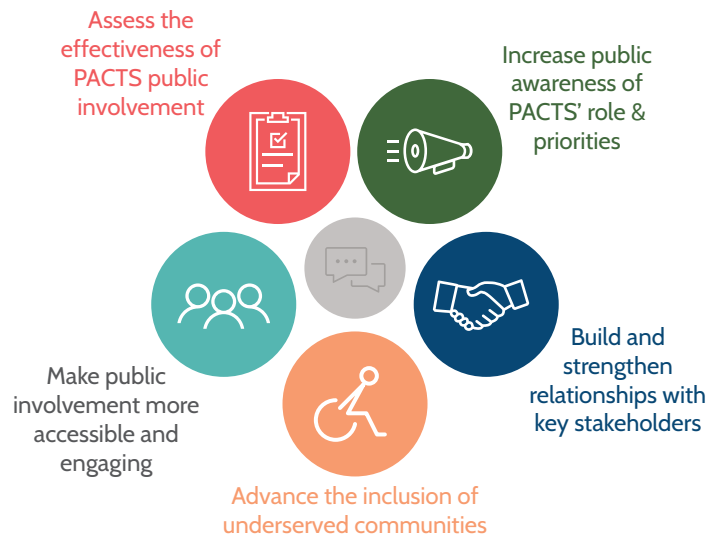 Assess the
effectiveness of
PACTS public
involvement
Increase public
awareness of
PACTS' role &
priorities
Build and
strengthen
relationships with
key stakeholders
Advance the inclusion of
underserved communities
Make public
involvement more
accessible and
engaging